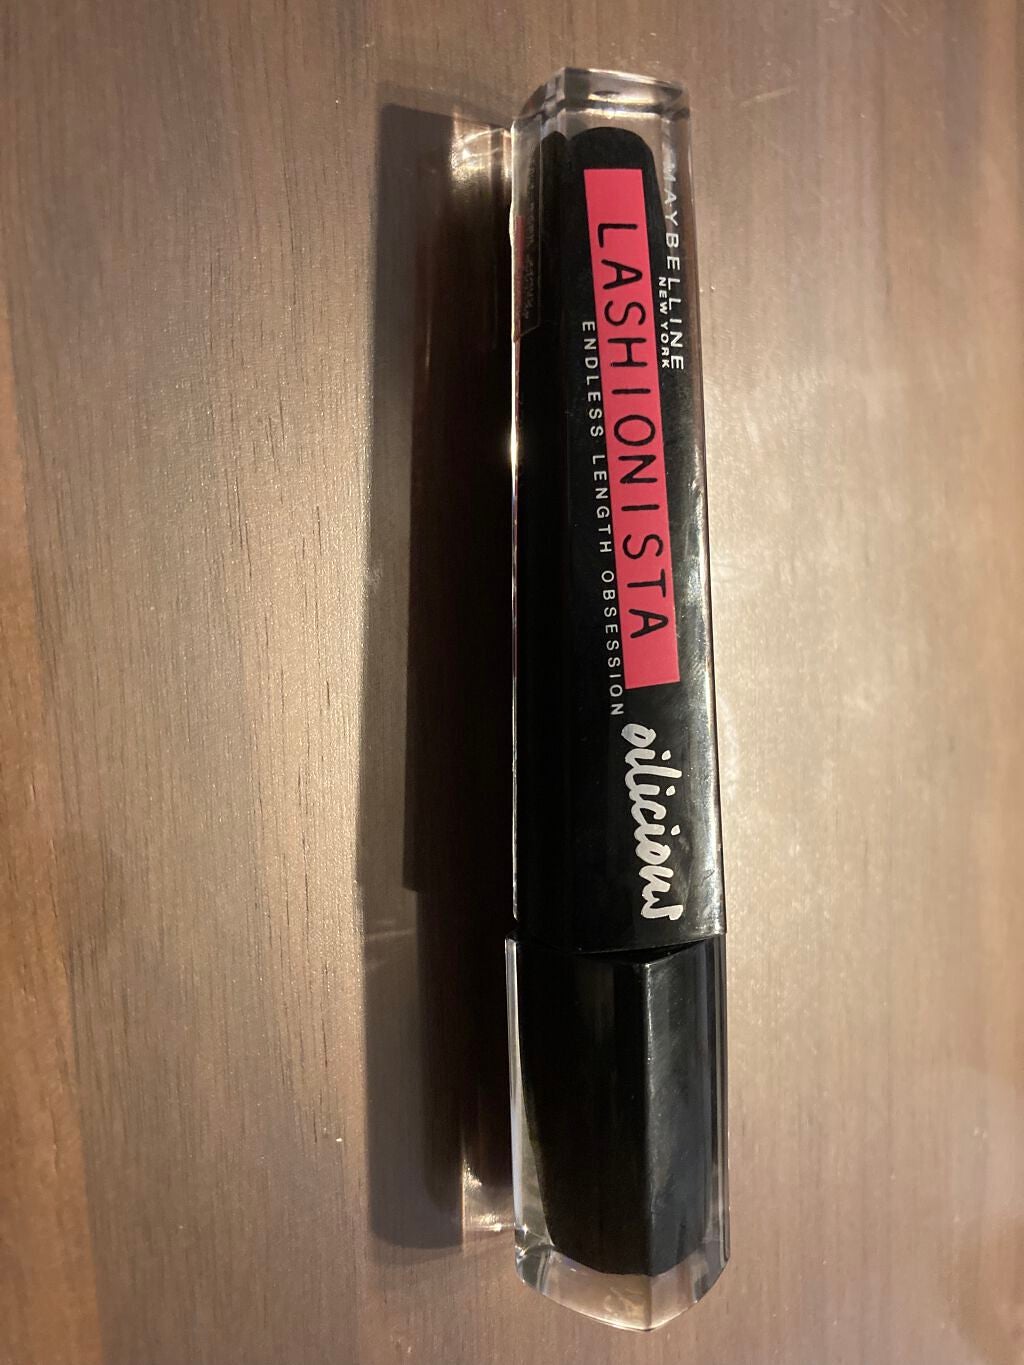 MAYBELLINE
NEW YORK
LASHIONISTA
ENDLESS LENGTH OBSESSION
oilicious